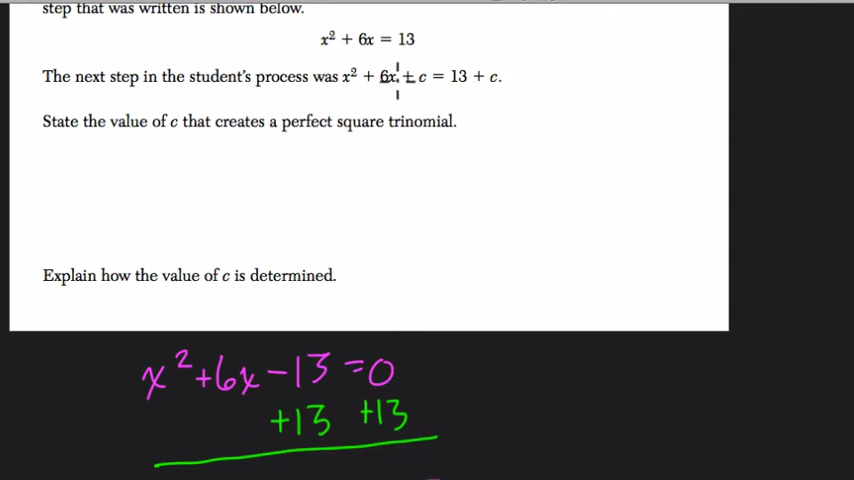 step that was written is shown below.
x² + 6x = 13
The next step in the student's process was x² + 6x + c = 13 + c.
State the value of c that creates a perfect square trinomial.
Explain how the value of c is determined.
x² + 6x - 13 = 0
+13 +13